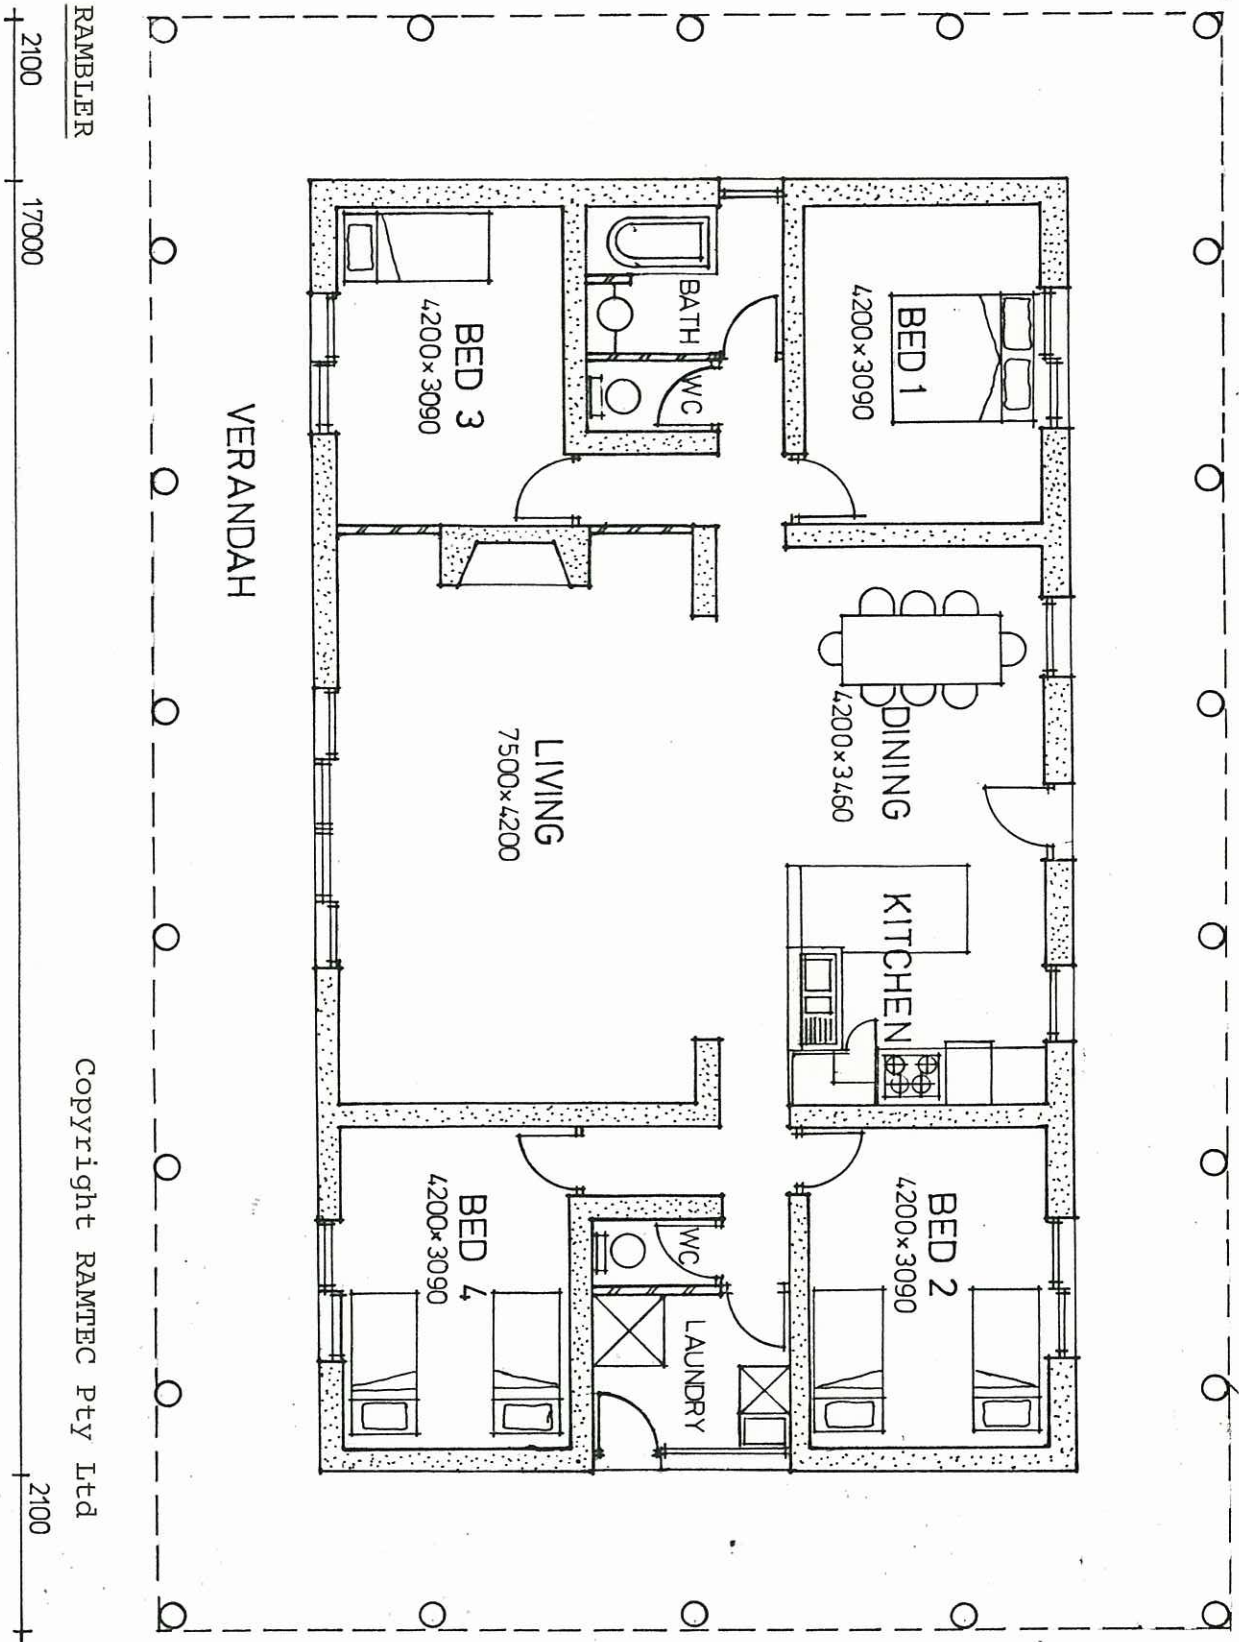 BED 1
4200×3090
DINING
4200×3460
KITCHEN
BED 2
4200×3090
BATH
WC
WC
LAUNDRY
BED 3
4200×3090
LIVING
7500×4200
BED 4
4200×3090
VERANDAH
RAMBLER
Copyright RAMTEC Pty Ltd
2100
17000
2100